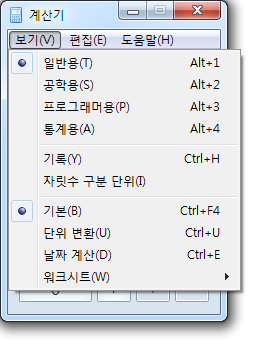 계산기
보기(V) 편집(E) 도움말(H)
일반용(T) Alt+1
공학용(S) Alt+2
프로그래머용(P) Alt+3
통계용(A) Alt+4
기록(Y) Ctrl+H
자릿수 구분 단위(I)
기본(B) Ctrl+F4
단위 변환(U) Ctrl+U
날짜 계산(D) Ctrl+E
워크시트(W)